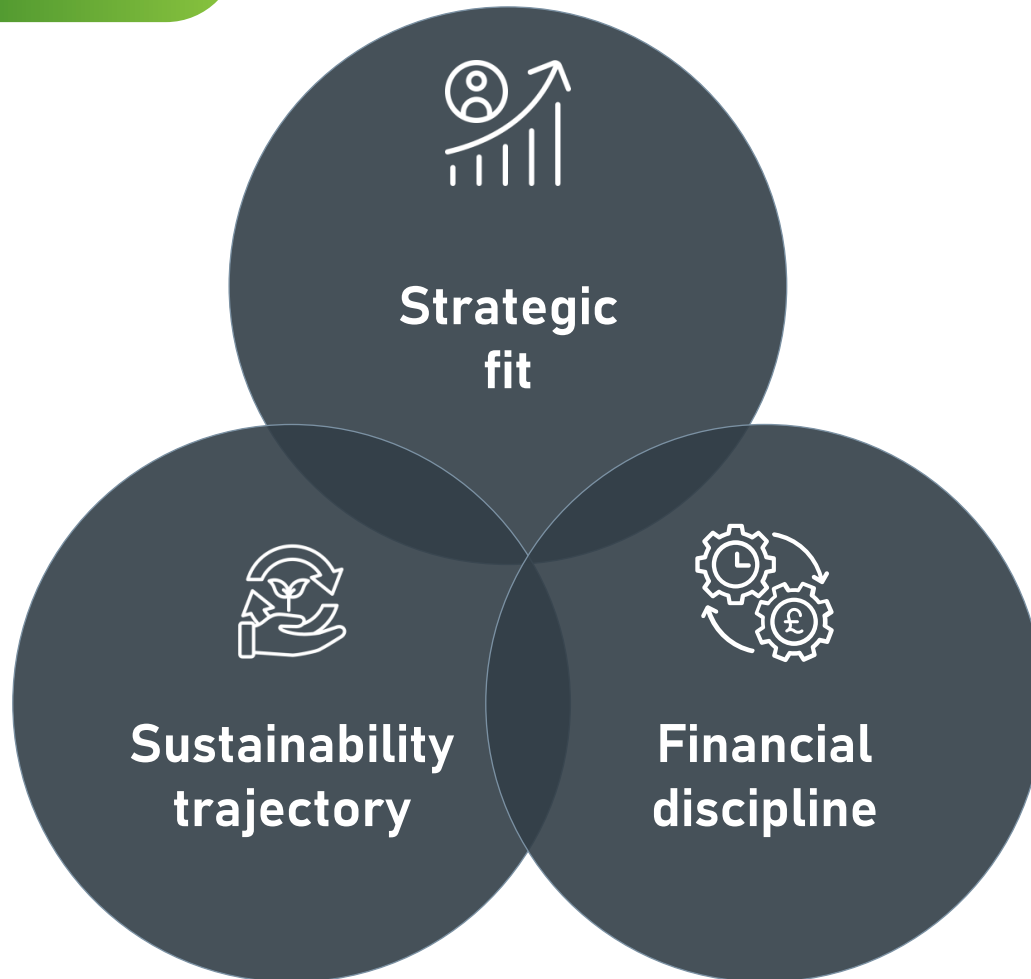 Strategic
fit
Sustainability
trajectory
£
Financial
discipline